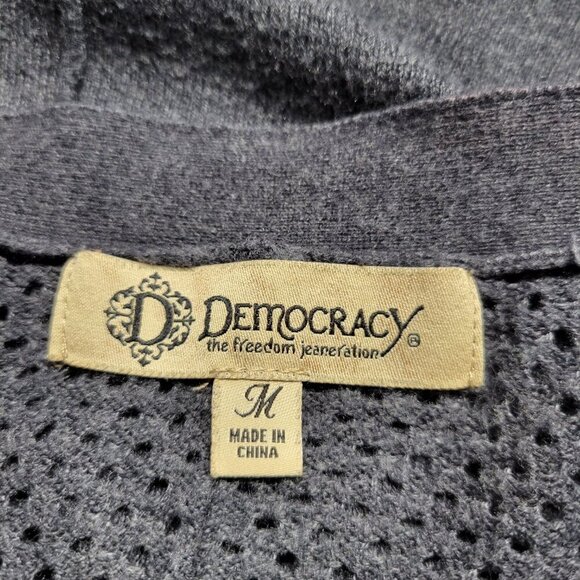 D DEMOCRACY®
the freedom jeaneration
M
MADE IN
CHINA